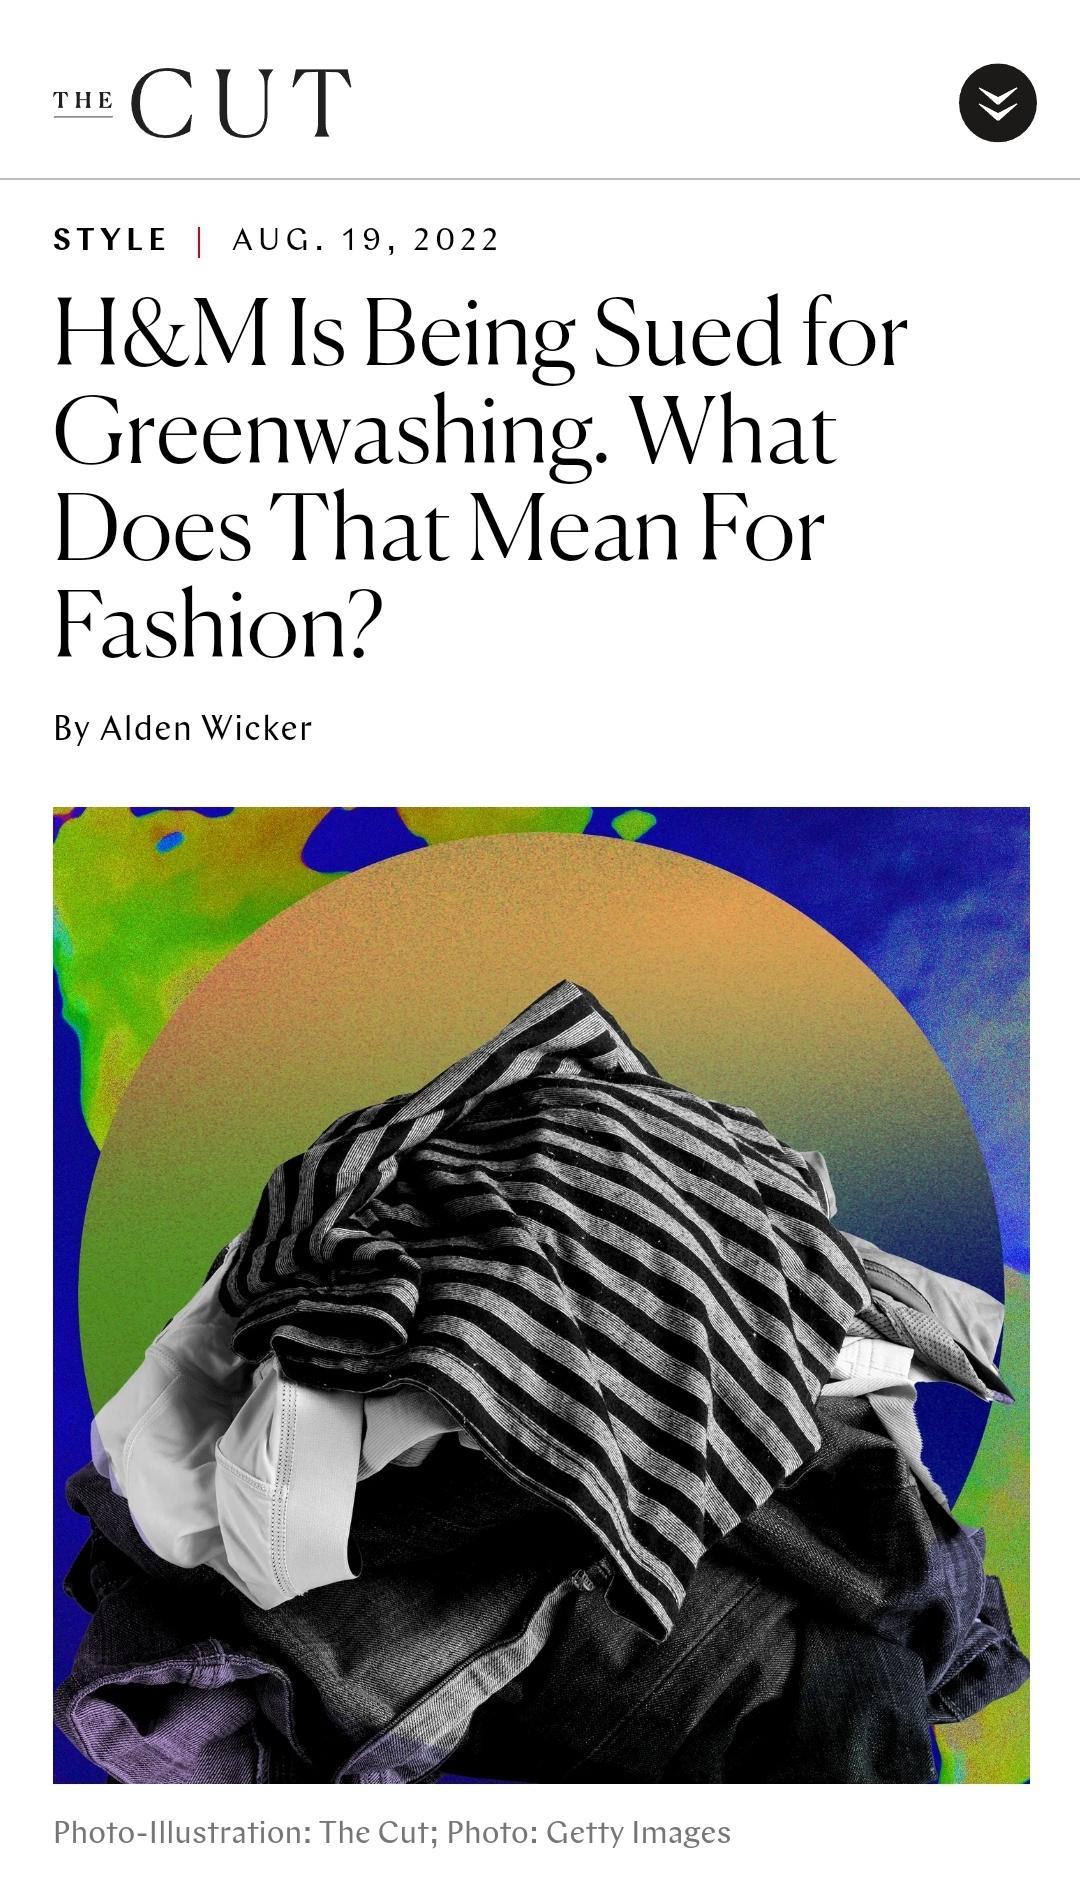 THE CUT
STYLE | AUG. 19, 2022
H&M Is Being Sued for
Greenwashing. What
Does That Mean For
Fashion?
By Alden Wicker
Photo-Illustration: The Cut; Photo: Getty Images